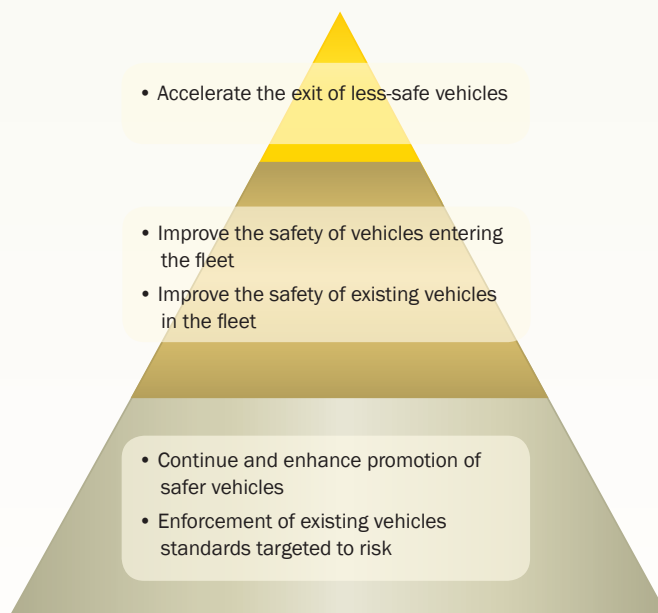 • Accelerate the exit of less-safe vehicles
• Improve the safety of vehicles entering
the fleet
• Improve the safety of existing vehicles
in the fleet
• Continue and enhance promotion of
safer vehicles
• Enforcement of existing vehicles
standards targeted to risk